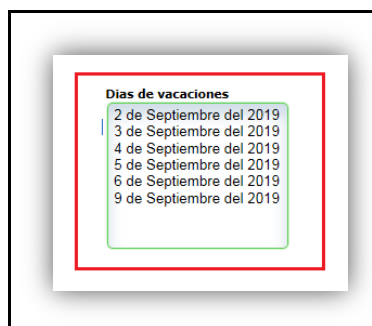 Dias de vacaciones
2 de Septiembre del 2019
3 de Septiembre del 2019
4 de Septiembre del 2019
5 de Septiembre del 2019
6 de Septiembre del 2019
9 de Septiembre del 2019